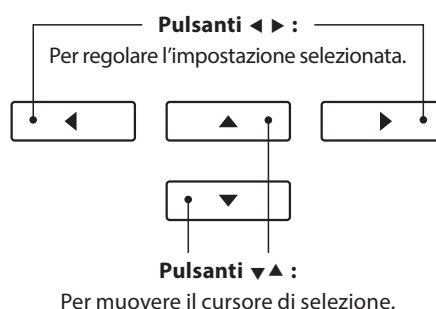 Pulsanti ◀ ▶ :
Per regolare l'impostazione selezionata.
Pulsanti ▼▲ :
Per muovere il cursore di selezione.